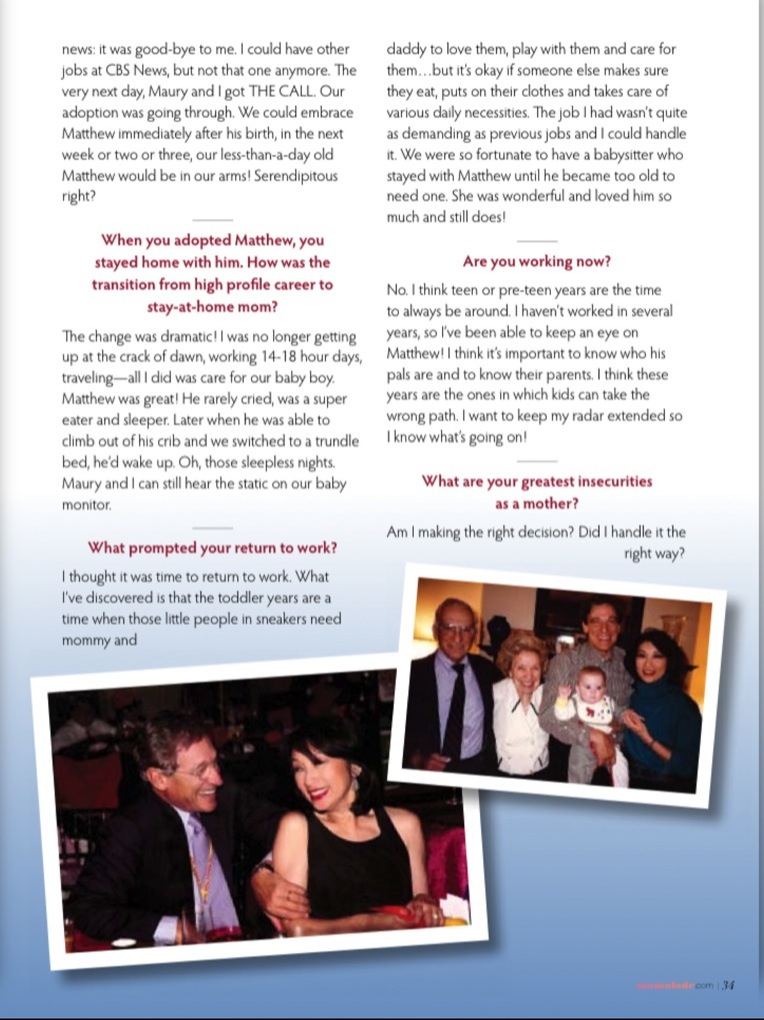 news: it was good-bye to me. I could have other
jobs at CBS News, but not that one anymore. The
very next day, Maury and I got THE CALL. Our
adoption was going through. We could embrace
Matthew immediately after his birth, in the next
week or two or three, our less-than-a-day old
Matthew would be in our arms! Serendipitous
right?
When you adopted Matthew, you
stayed home with him. How was the
transition from high profile career to
stay-at-home mom?
The change was dramatic! I was no longer getting
up at the crack of dawn, working 14-18 hour days,
traveling—all I did was care for our baby boy.
Matthew was great! He rarely cried, was a super
eater and sleeper. Later when he was able to
climb out of his crib and we switched to a trundle
bed, he'd wake up. Oh, those sleepless nights.
Maury and I can still hear the static on our baby
monitor.
What prompted your return to work?
I thought it was time to return to work. What
I've discovered is that the toddler years are a
time when those little people in sneakers need
mommy and
daddy to love them, play with them and care for
them…but it's okay if someone else makes sure
they eat, puts on their clothes and takes care of
various daily necessities. The job I had wasn't quite
as demanding as previous jobs and I could handle
it. We were so fortunate to have a babysitter who
stayed with Matthew until he became too old to
need one. She was wonderful and loved him so
much and still does!
Are you working now?
No. I think teen or pre-teen years are the time
to always be around. I haven't worked in several
years, so I've been able to keep an eye on
Matthew! I think it's important to know who his
pals are and to know their parents. I think these
years are the ones in which kids can take the
wrong path. I want to keep my radar extended so
I know what's going on!
What are your greatest insecurities
as a mother?
Am I making the right decision? Did I handle it the
right way?
.com | 34